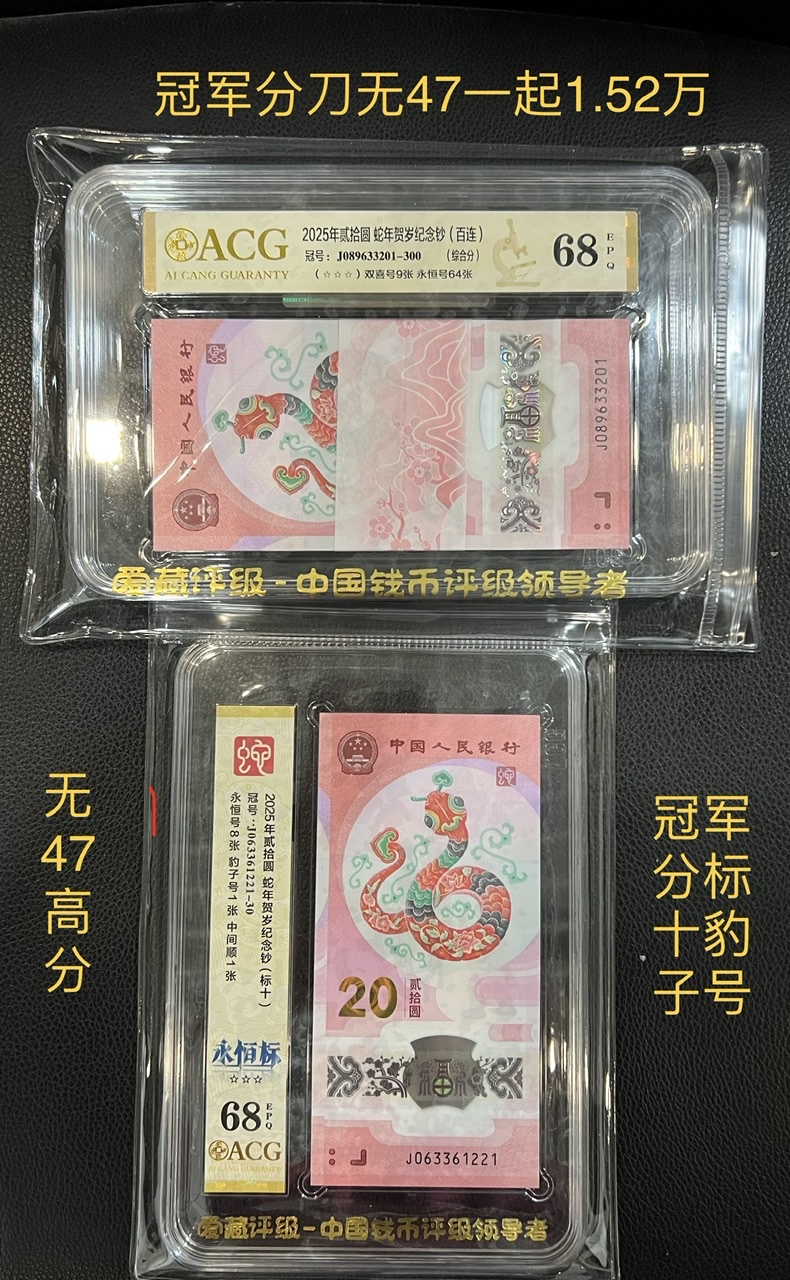 冠军分刀无47一起1.52万
ACG
AI CANG GUARANTY
2025年贰拾圆 蛇年贺岁纪念钞（百连）
冠号：J089633201-300 （综合分）
（☆☆☆）双喜号9张 永恒号64张
68
EPQ
中国人民银行
J089633201
爱藏评级-中国钱币评级领导者
无47高分
冠军分标十豹子号
2025年贰拾圆 蛇年贺岁纪念钞（标十）
冠号：J063361221-30
永恒号8张 豹子号1张 中间顺1张
永恒标
☆☆☆
68
EPQ
ACG
AI CANG GUARANTY
中国人民银行
20
贰拾圆
J063361221
爱藏评级-中国钱币评级领导者